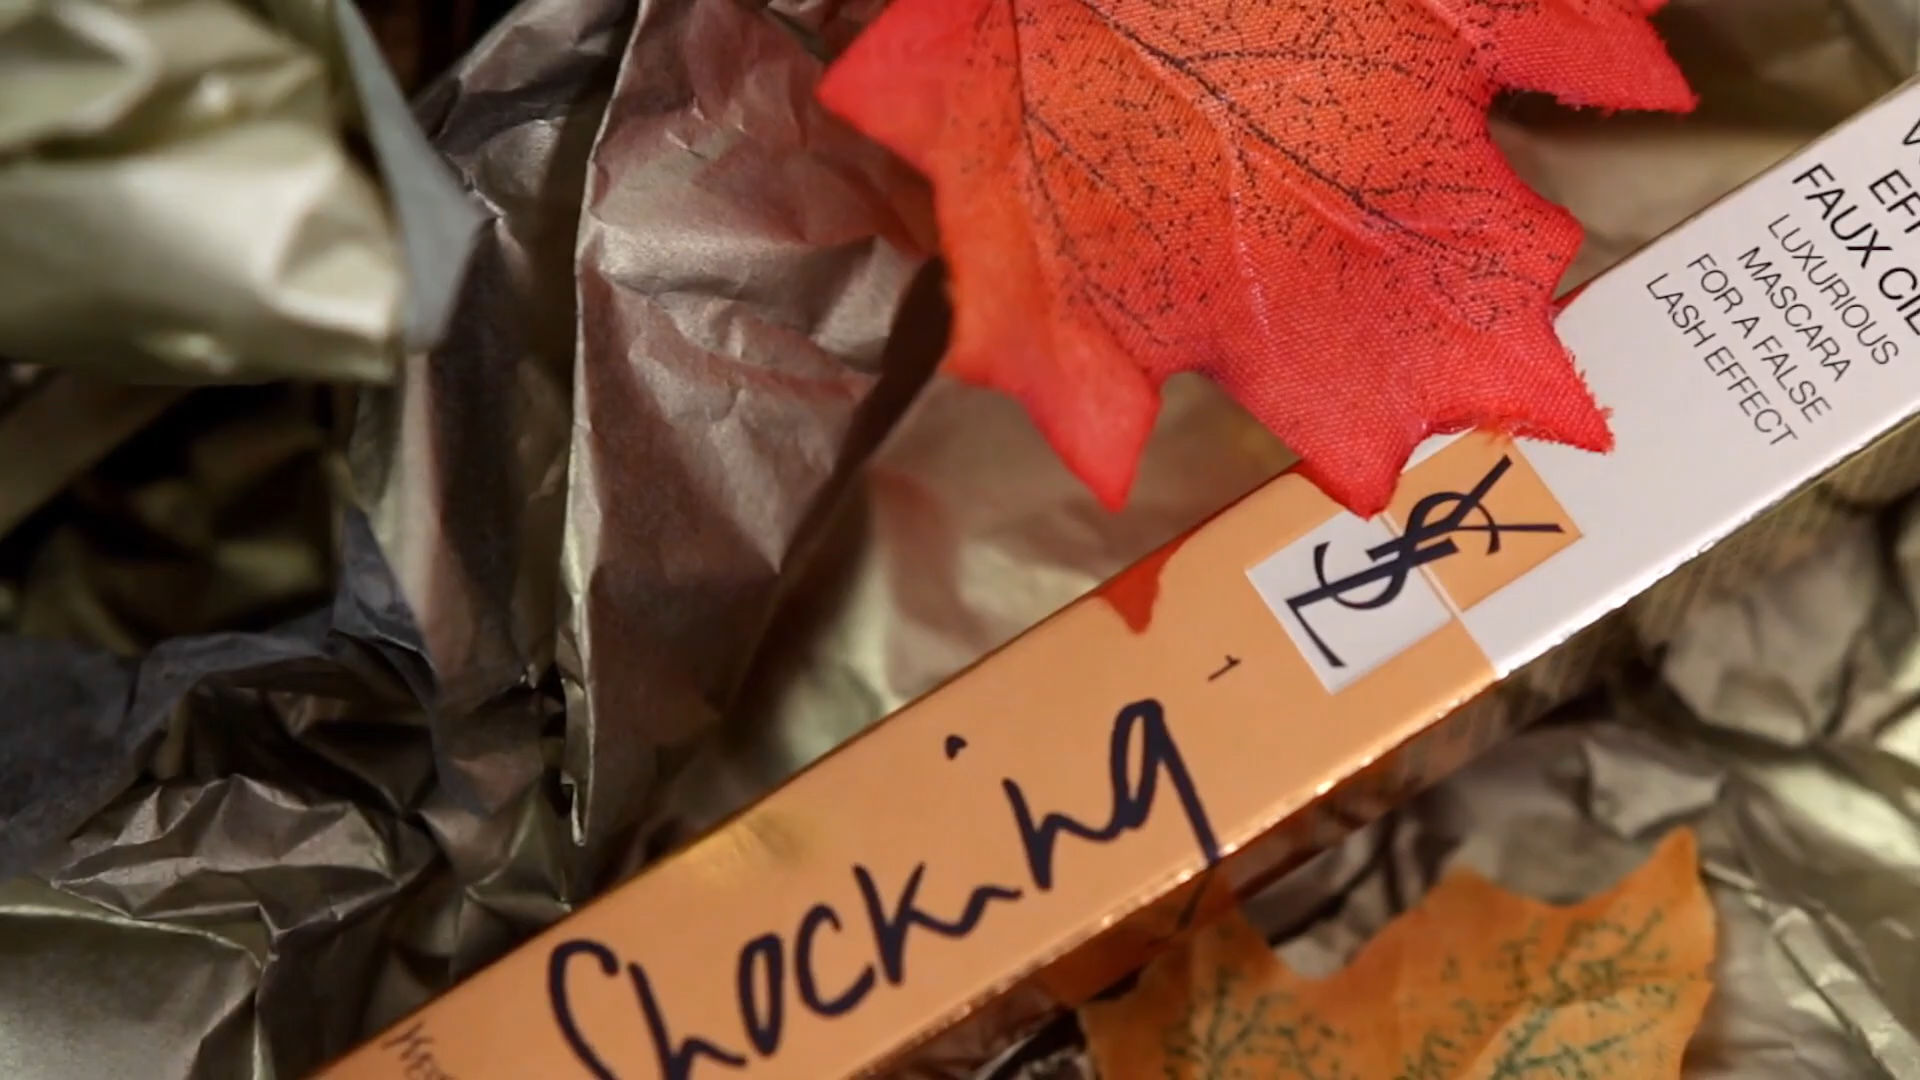 FAUX CIL
LUXURIOUS
MASCARA
FOR A FALSE
LASH EFFECT
YSL
1
Shocking